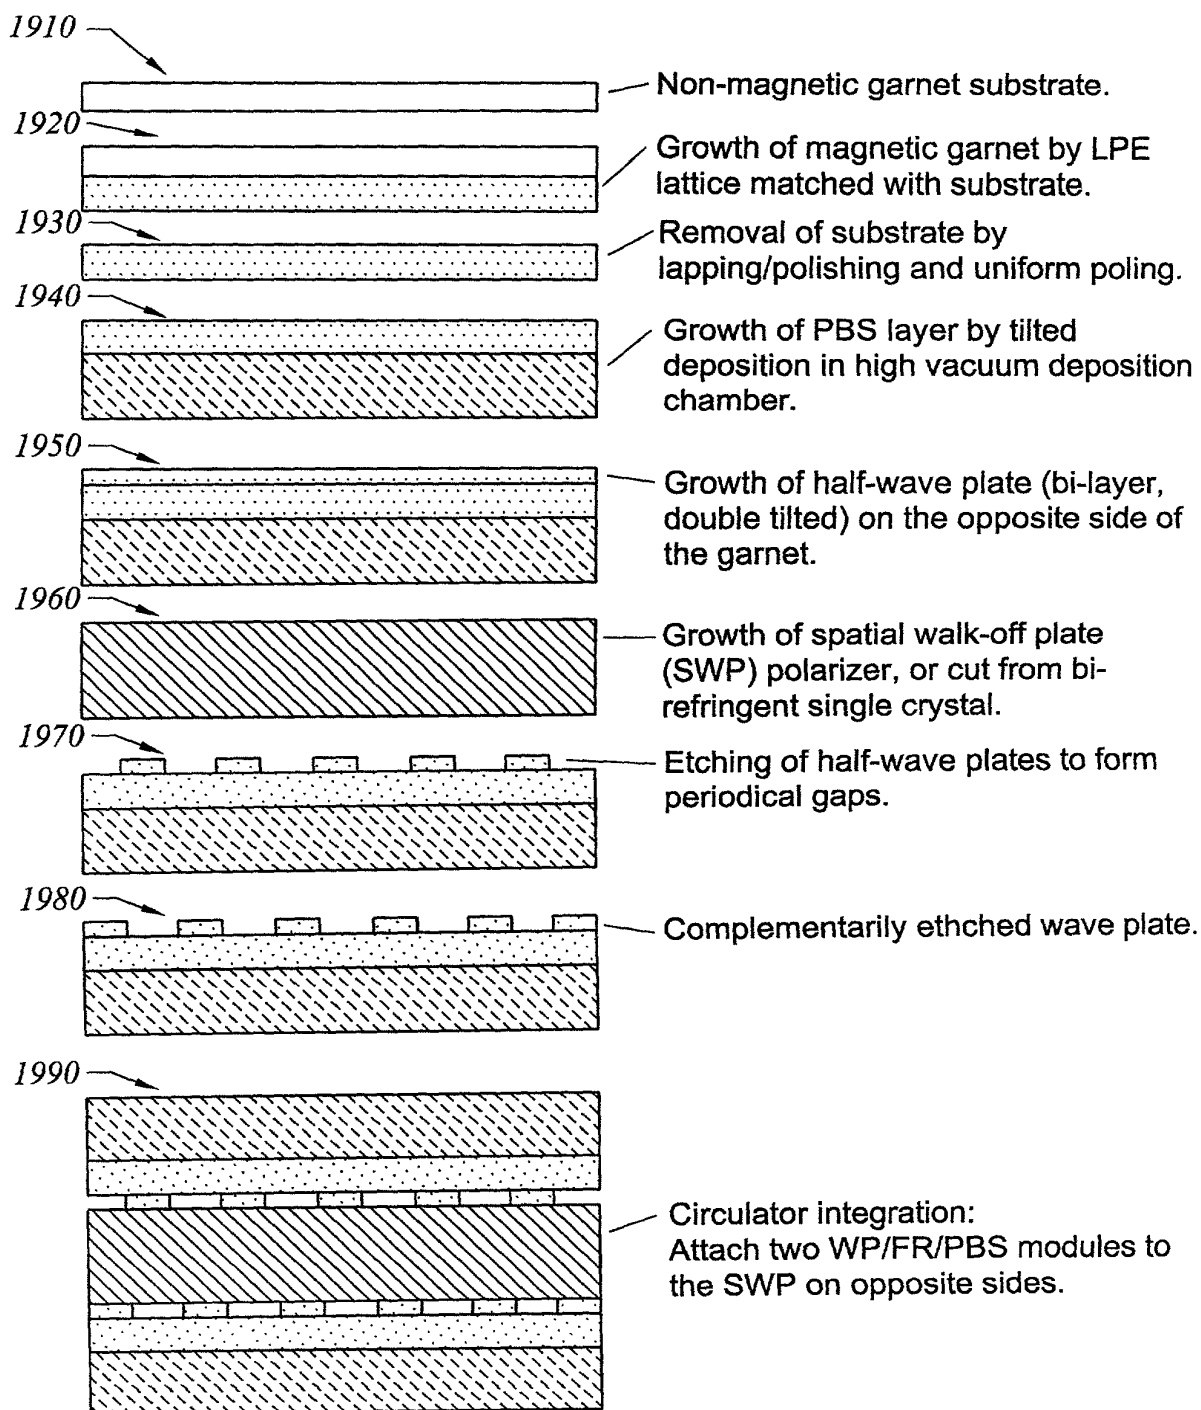 1910
Non-magnetic garnet substrate.
1920
Growth of magnetic garnet by LPE
lattice matched with substrate.
1930
Removal of substrate by
lapping/polishing and uniform poling.
1940
Growth of PBS layer by tilted
deposition in high vacuum deposition
chamber.
1950
Growth of half-wave plate (bi-layer,
double tilted) on the opposite side of
the garnet.
1960
Growth of spatial walk-off plate
(SWP) polarizer, or cut from bi-
refringent single crystal.
1970
Etching of half-wave plates to form
periodical gaps.
1980
Complementarily ethched wave plate.
1990
Circulator integration:
Attach two WP/FR/PBS modules to
the SWP on opposite sides.